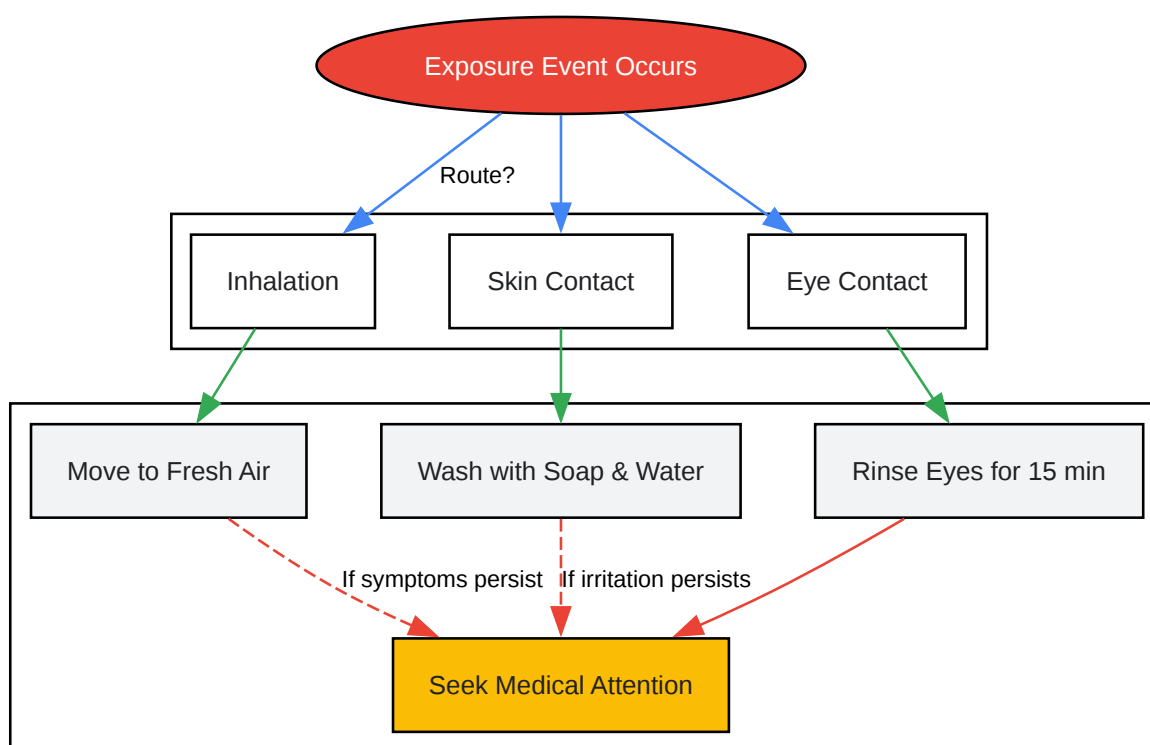 Exposure Event Occurs
Route?
Inhalation
Skin Contact
Eye Contact
Move to Fresh Air
Wash with Soap & Water
Rinse Eyes for 15 min
If symptoms persist
If irritation persists
Seek Medical Attention